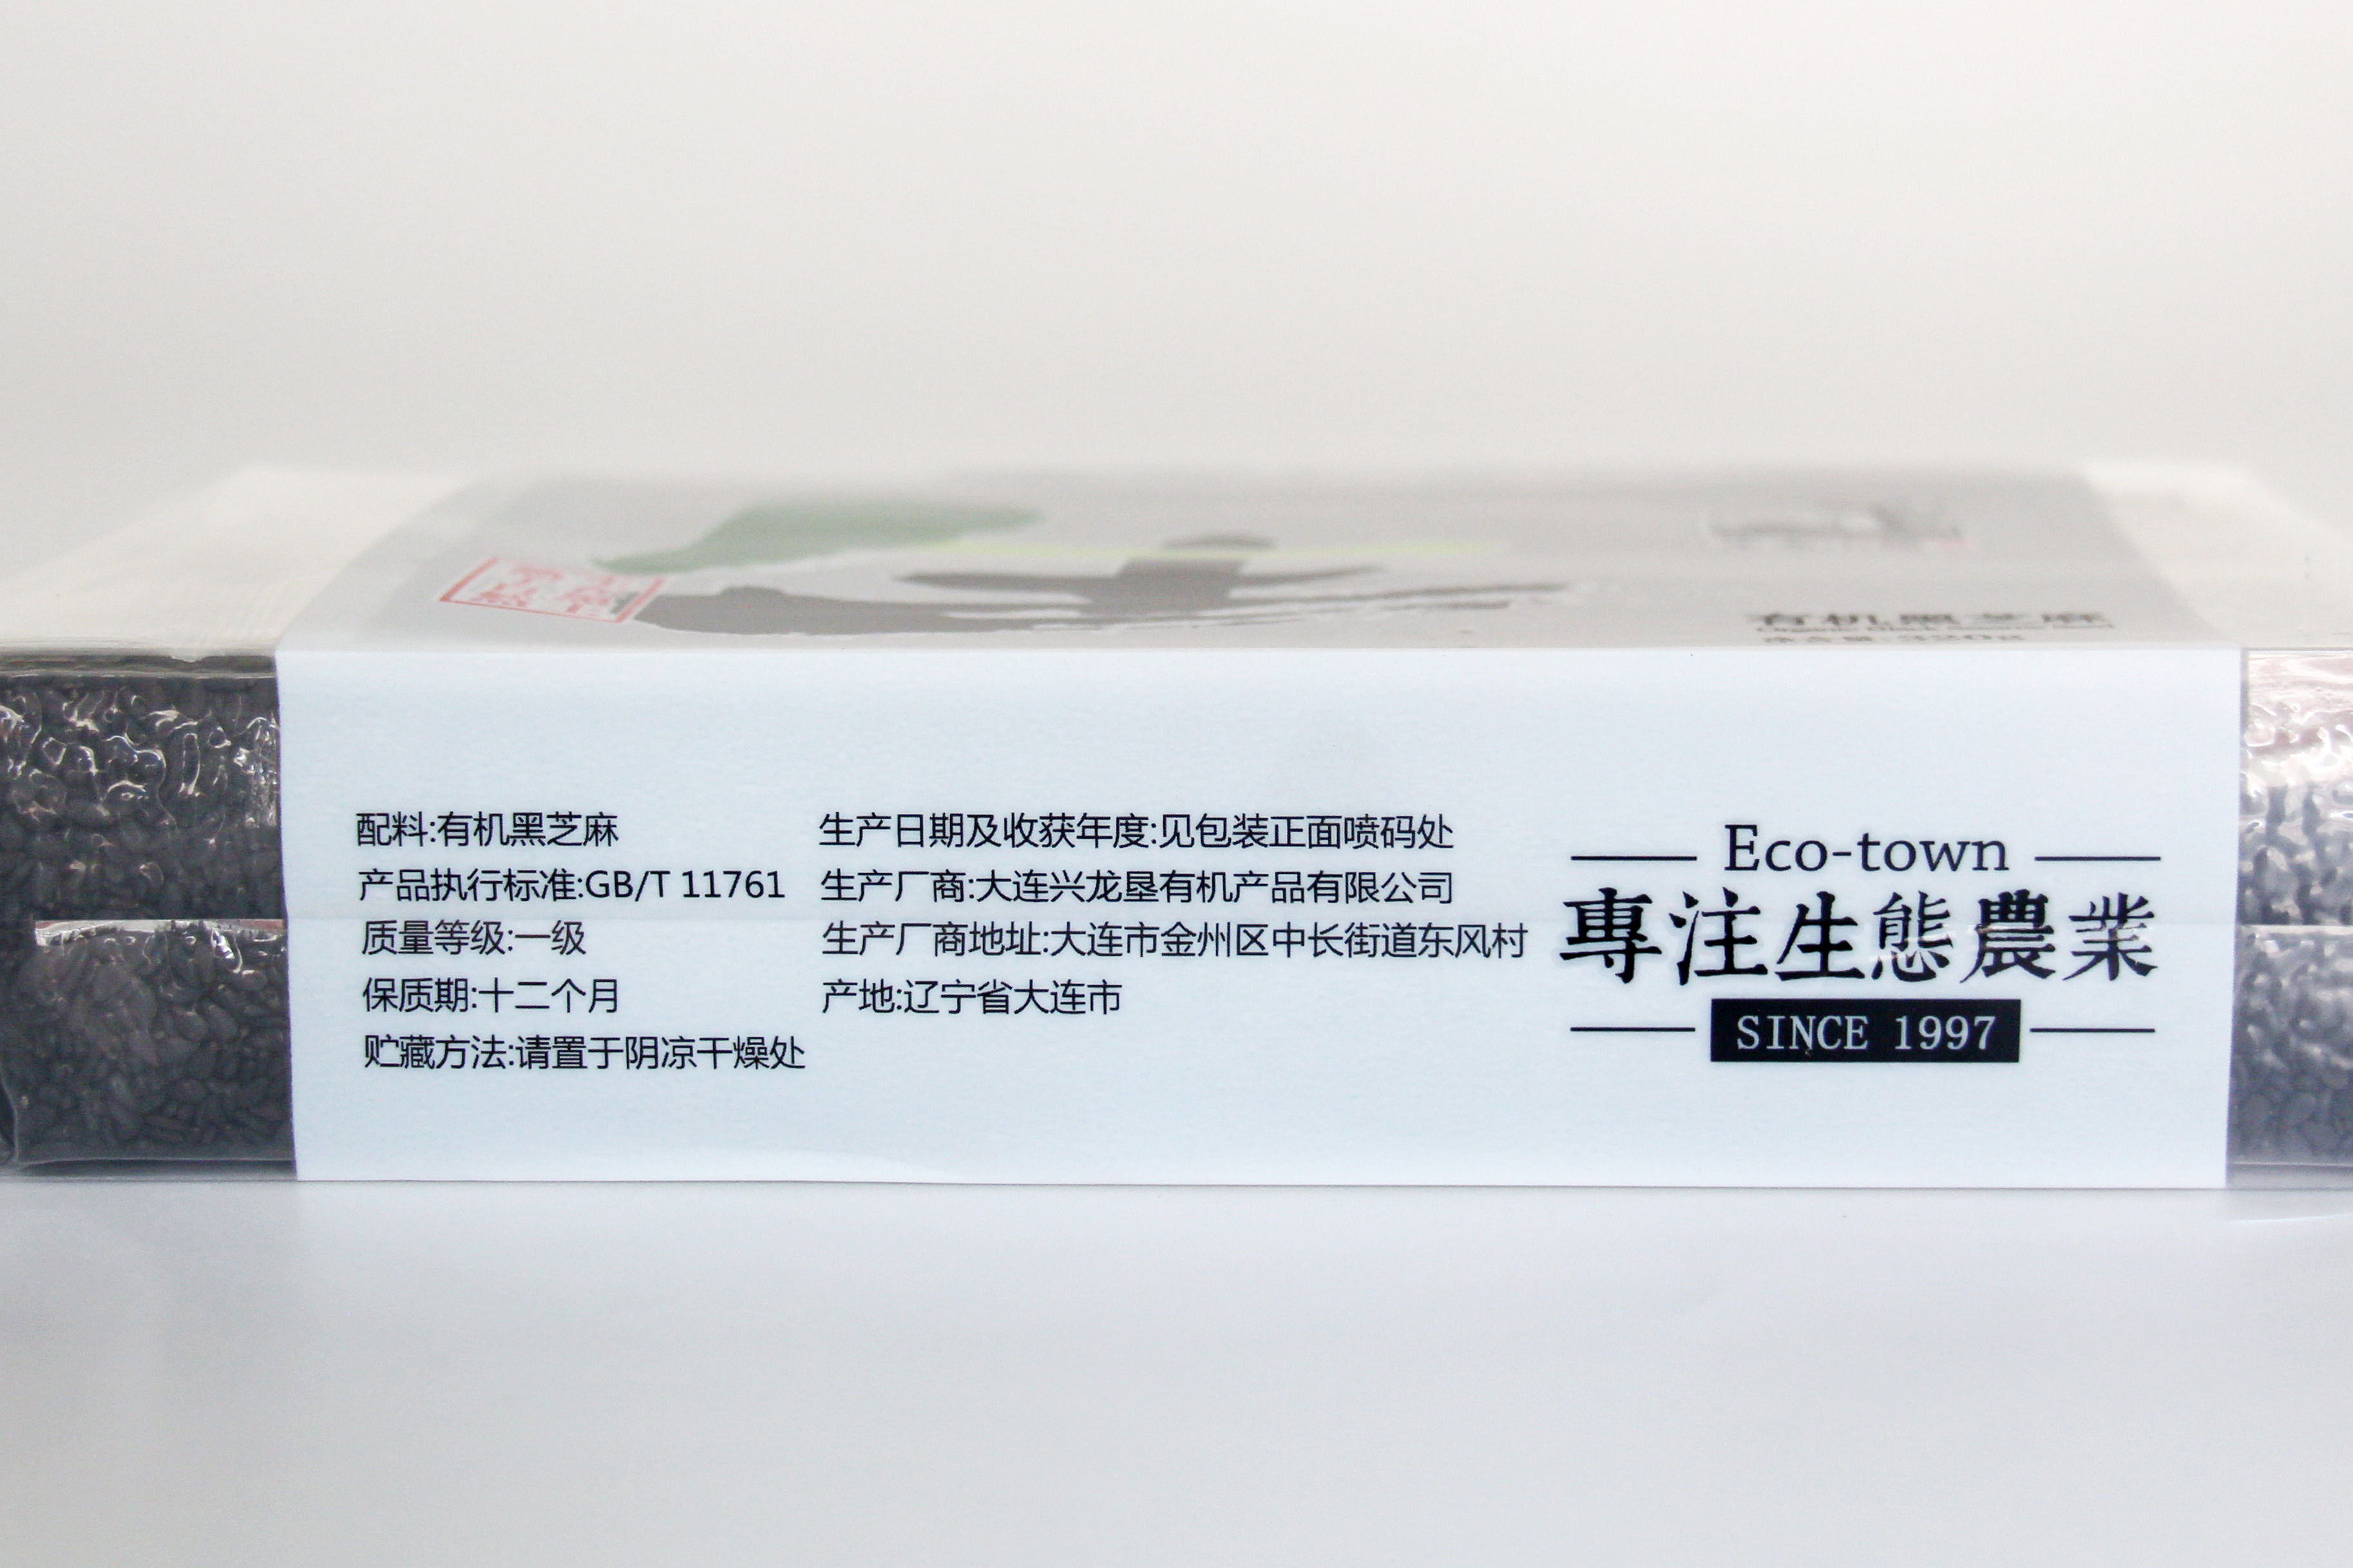 有机黑芝麻
配料:有机黑芝麻
产品执行标准:GB/T 11761
质量等级:一级
保质期:十二个月
贮藏方法:请置于阴凉干燥处
生产日期及收获年度:见包装正面喷码处
生产厂商:大连兴龙垦有机产品有限公司
生产厂商地址:大连市金州区中长街道东风村
产地:辽宁省大连市
Eco-town
專注生態農業
SINCE 1997